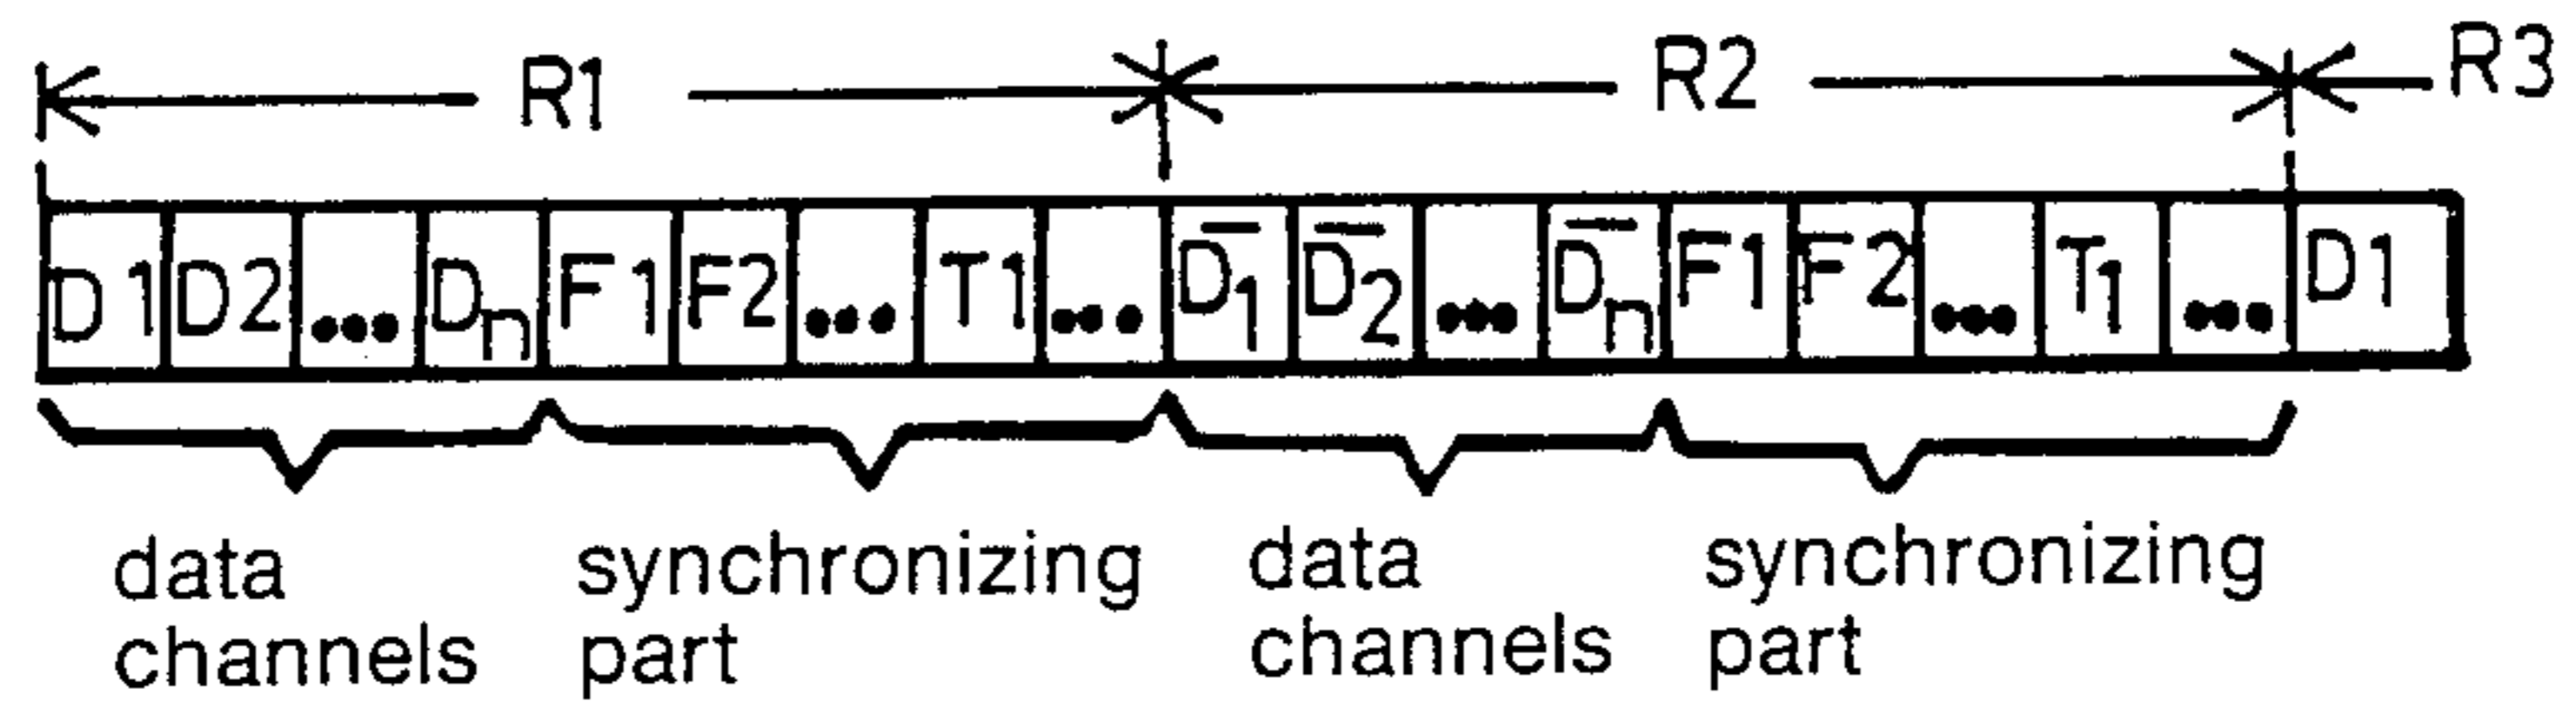 R1 R2 R3
D1 D2 ... Dn F1 F2 ... T1 ... D̅1 D̅2 ... D̅n F1 F2 ... T1 ... D1
data channels synchronizing part data channels synchronizing part